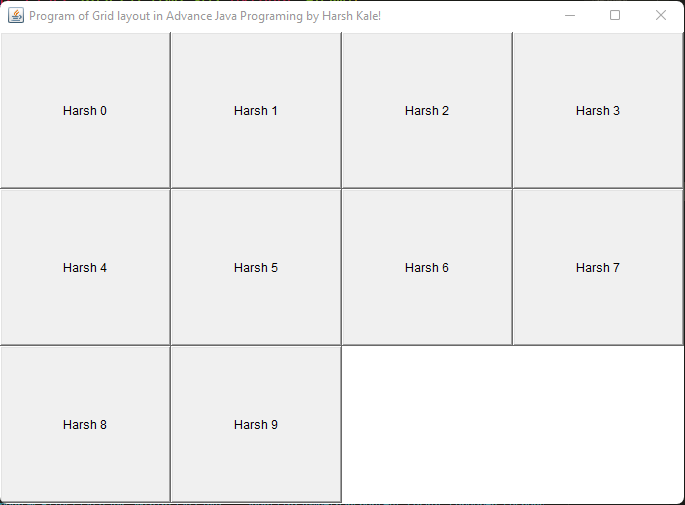 Program of Grid layout in Advance Java Programing by Harsh Kale!
Harsh 0
Harsh 1
Harsh 2
Harsh 3
Harsh 4
Harsh 5
Harsh 6
Harsh 7
Harsh 8
Harsh 9